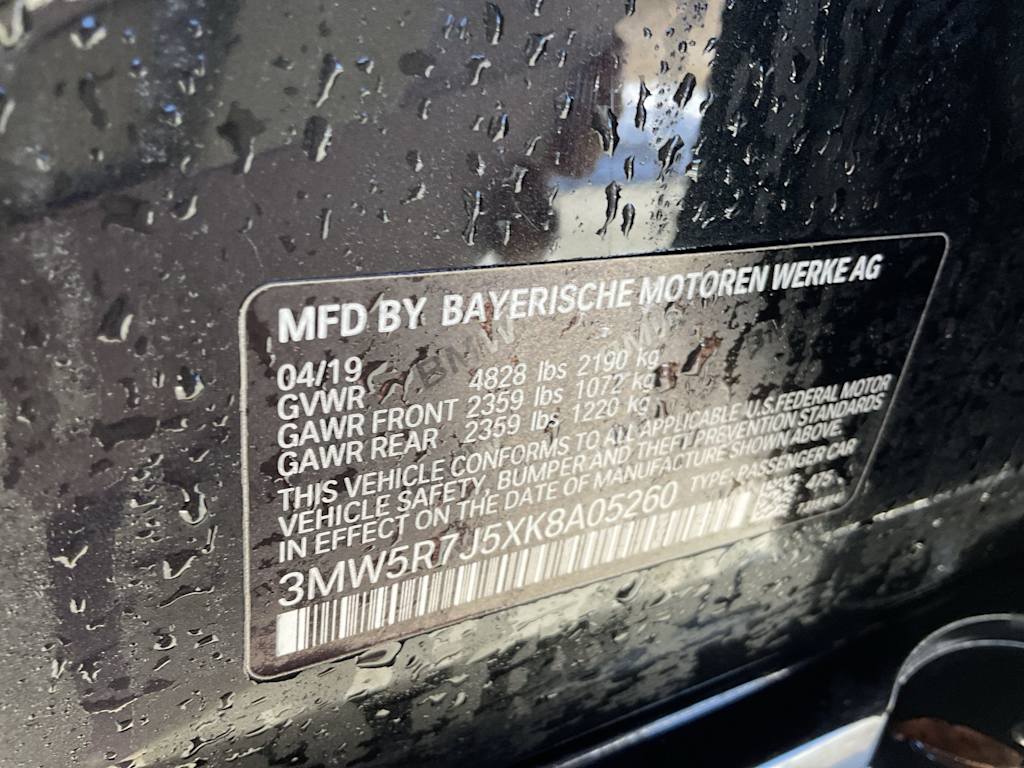 MFD BY BAYERISCHE MOTOREN WERKE AG
04/19
GVWR 4828 lbs 2190 kg
GAWR FRONT 2359 lbs 1072 kg
GAWR REAR 2359 lbs 1220 kg
THIS VEHICLE CONFORMS TO ALL APPLICABLE U.S. FEDERAL MOTOR
VEHICLE SAFETY, BUMPER AND THEFT PREVENTION STANDARDS
IN EFFECT ON THE DATE OF MANUFACTURE SHOWN ABOVE
3MW5R7J5XK8A05260 TYPE: PASSENGER CAR
475
BMW